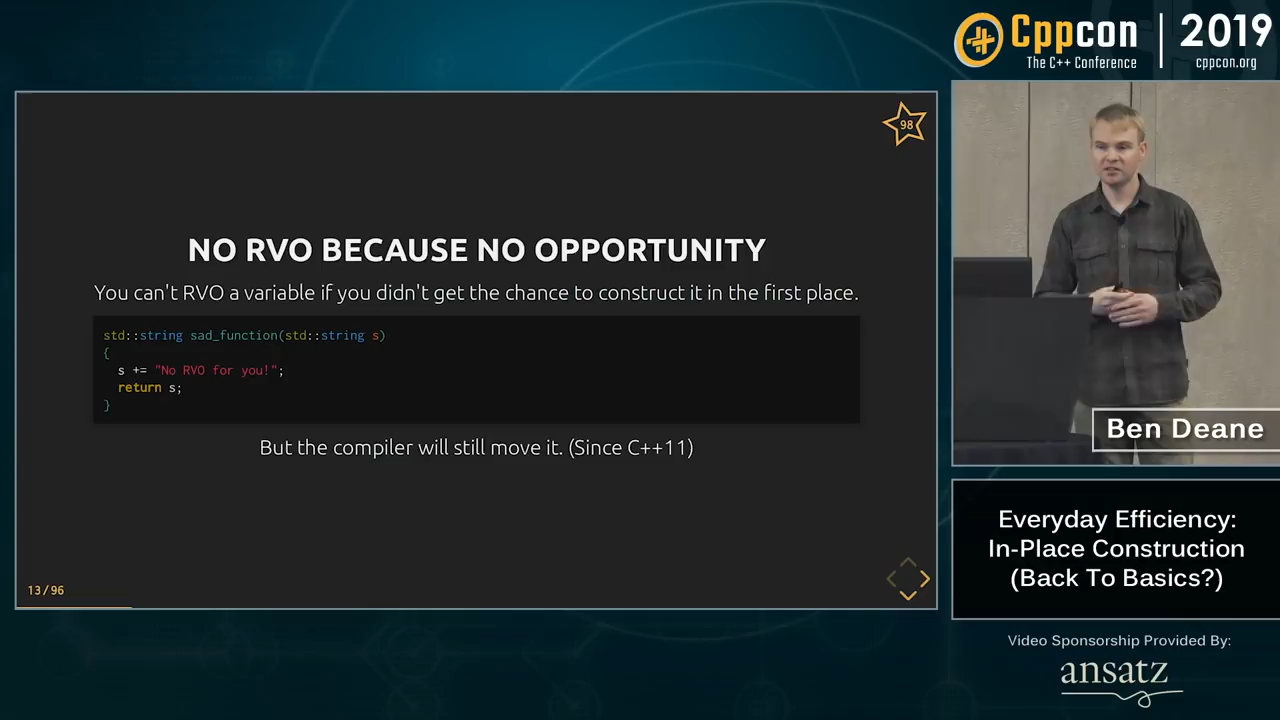 Cppcon | 2019
The C++ Conference
cppcon.org
98
NO RVO BECAUSE NO OPPORTUNITY
You can't RVO a variable if you didn't get the chance to construct it in the first place.
std::string sad_function(std::string s)
{
  s += "No RVO for you!";
  return s;
}
But the compiler will still move it. (Since C++11)
13/96
Ben Deane
Everyday Efficiency:
In-Place Construction
(Back To Basics?)
Video Sponsorship Provided By:
ansatz